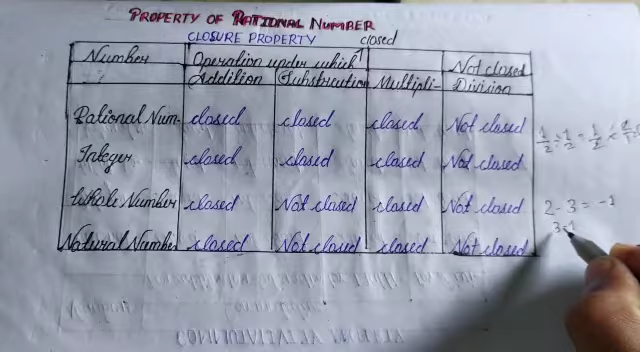 PROPERTY OF RATIONAL NUMBER
CLOSURE PROPERTY closed
Number Operation under which Not closed
Addition Substraction Multipli- Division
Rational Num- closed closed closed Not closed
Integer closed closed closed Not closed
Whole Number closed Not closed closed Not closed
Natural Number closed Not closed closed Not closed
2 - 3 = -1